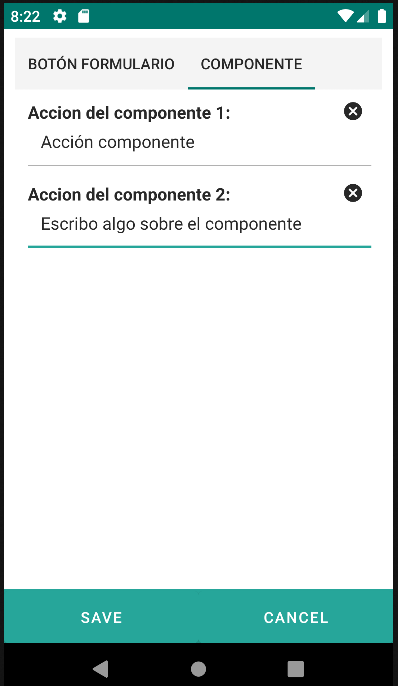 8:22
BOTÓN FORMULARIO COMPONENTE
Accion del componente 1:
Acción componente
Accion del componente 2:
Escribo algo sobre el componente
SAVE CANCEL